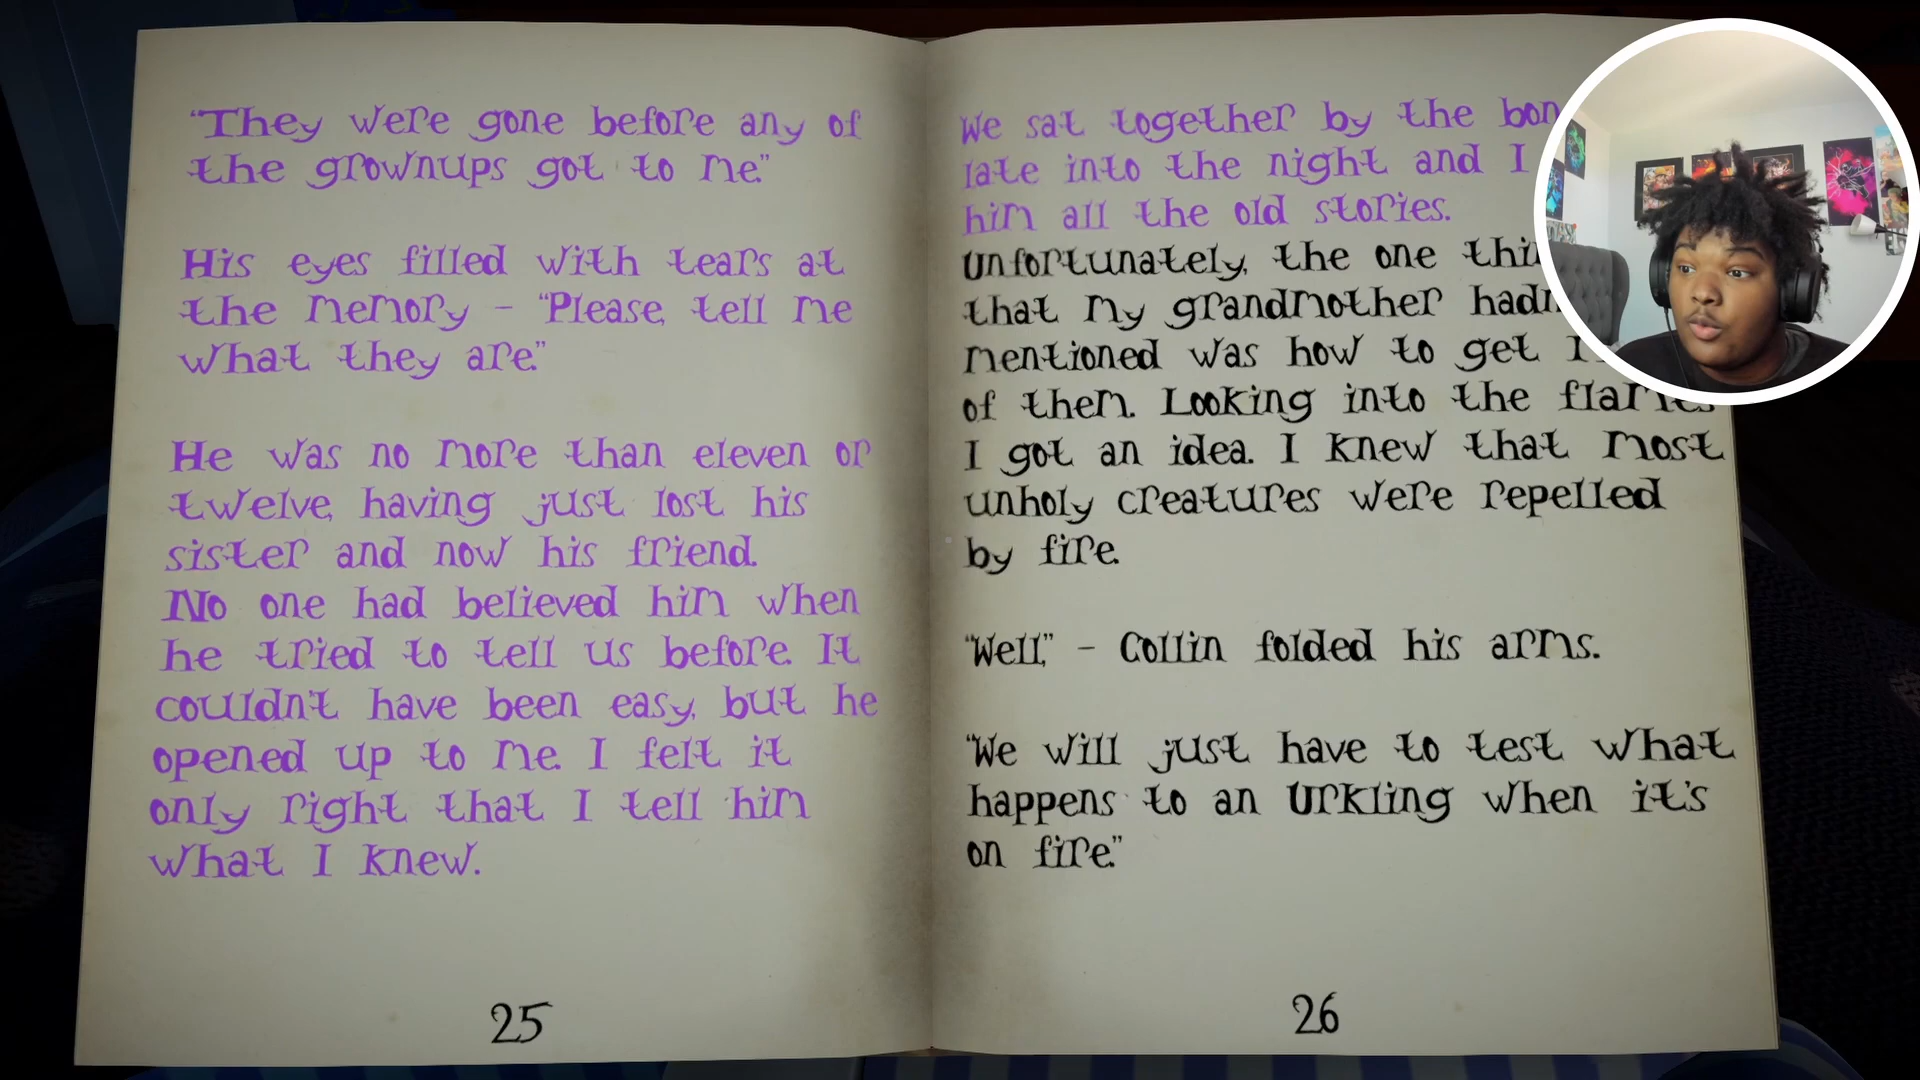 “They were gone before any of
the grownups got to me.”
His eyes filled with tears at
the memory – “Please, tell me
what they are.”
He was no more than eleven or
twelve, having just lost his
sister and now his friend.
No one had believed him when
he tried to tell us before. It
couldn't have been easy, but he
opened up to me. I felt it
only right that I tell him
what I knew.
25
We sat together by the
late into the night and I
him all the old stories.
Unfortunately, the one
that my grandmother
mentioned was how to get
of them. Looking into the flames
I got an idea. I knew that most
unholy creatures were repelled
by fire.
“Well,” – Collin folded his arms.
“We will just have to test what
happens to an Urkling when it's
on fire.”
26